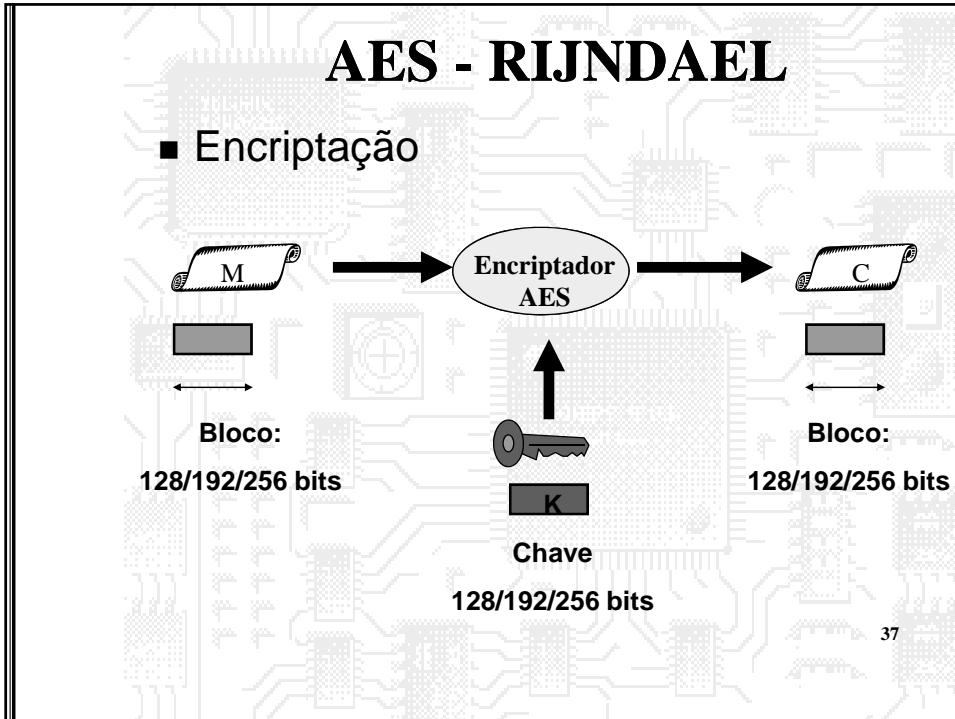 AES - RIJNDAEL
■ Encriptação
M
Encriptador
AES
C
Bloco:
128/192/256 bits
K
Chave
128/192/256 bits
Bloco:
128/192/256 bits
37